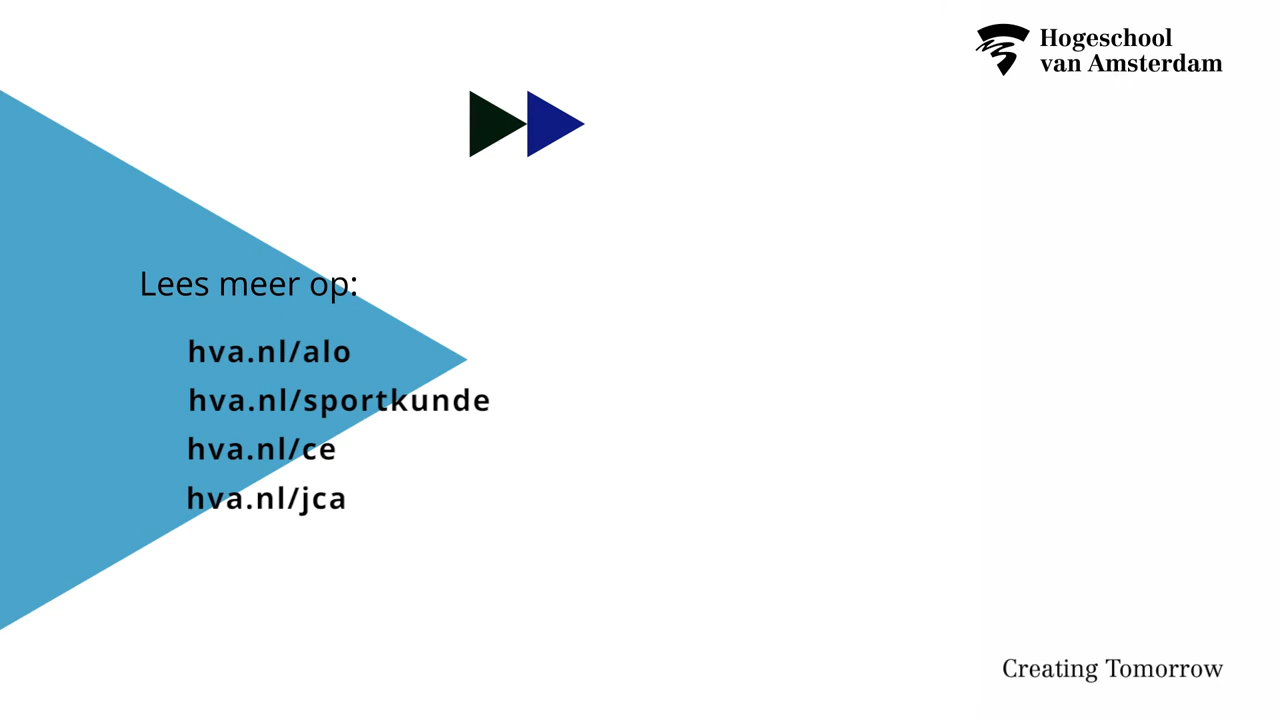 Hogeschool
van Amsterdam
Lees meer op:
hva.nl/alo
hva.nl/sportkunde
hva.nl/ce
hva.nl/jca
Creating Tomorrow